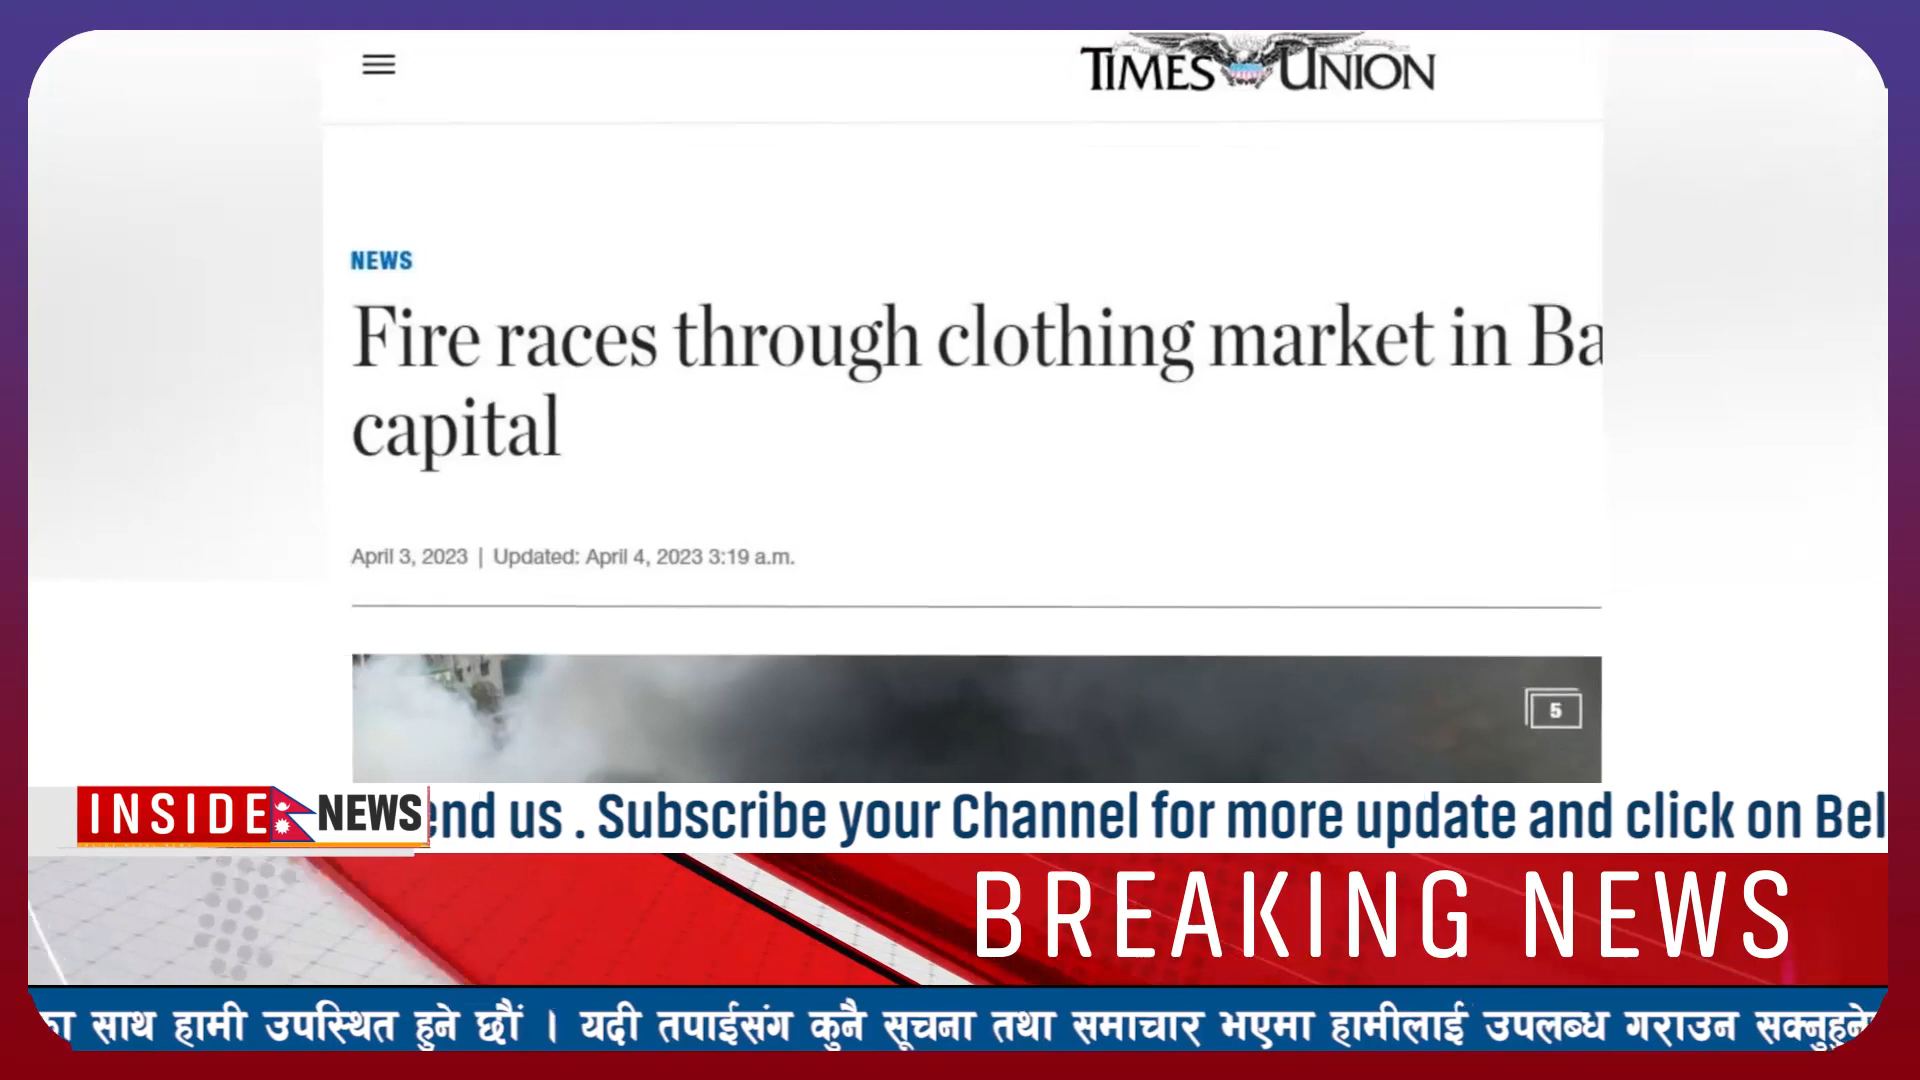 TIMES UNION
NEWS
Fire races through clothing market in Ba
capital
April 3, 2023 | Updated: April 4, 2023 3:19 a.m.
5
INSIDE NEWS
end us . Subscribe your Channel for more update and click on Bel
BREAKING NEWS
साथ हामी उपस्थित हुने छौं । यदी तपाईसंग कुनै सूचना तथा समाचार भएमा हामीलाई उपलब्ध गराउन सक्नुहुने